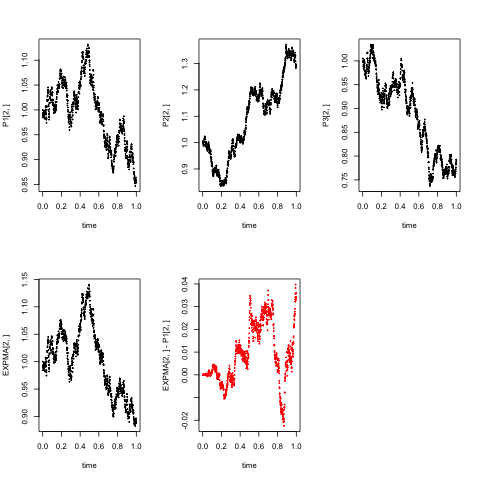 P1[2, ]
0.85 0.90 0.95 1.00 1.05 1.10
0.0 0.2 0.4 0.6 0.8 1.0
time
P2[2, ]
0.9 1.0 1.1 1.2 1.3
0.0 0.2 0.4 0.6 0.8 1.0
time
P3[2, ]
0.75 0.80 0.85 0.90 0.95 1.00
0.0 0.2 0.4 0.6 0.8 1.0
time
EXPMA[2, ]
0.90 0.95 1.00 1.05 1.10 1.15
0.0 0.2 0.4 0.6 0.8 1.0
time
EXPMA[2, ] - P1[2, ]
-0.02 0.00 0.01 0.02 0.03 0.04
0.0 0.2 0.4 0.6 0.8 1.0
time